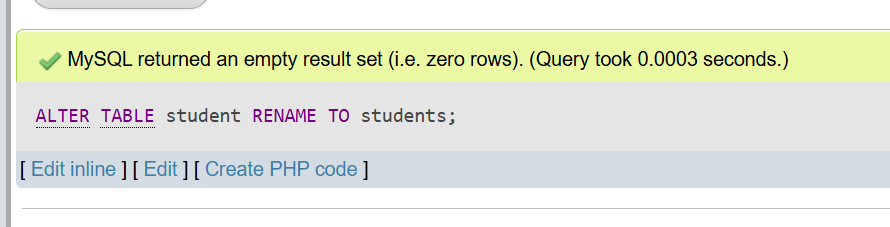 MySQL returned an empty result set (i.e. zero rows). (Query took 0.0003 seconds.)
ALTER TABLE student RENAME TO students;
[ Edit inline ] [ Edit ] [ Create PHP code ]